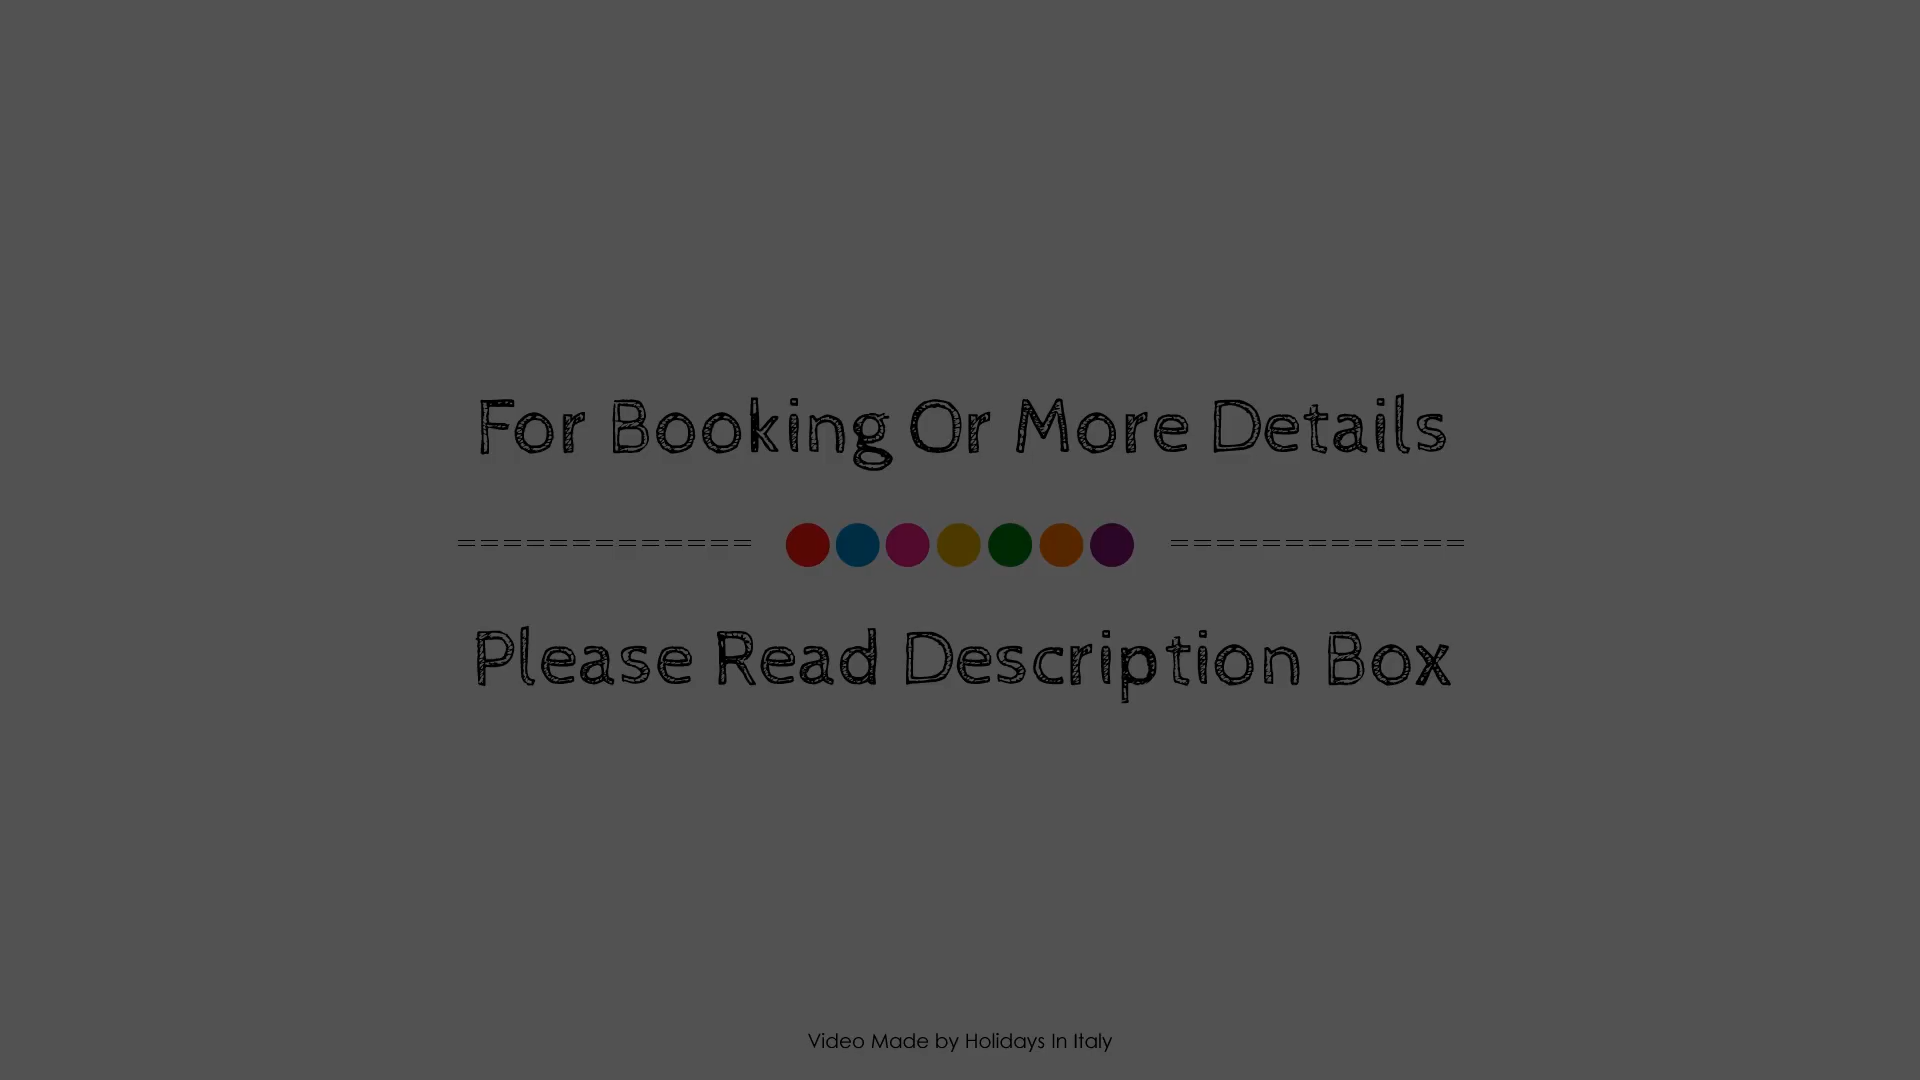 For Booking Or More Details
============= =============
Please Read Description Box
Video Made by Holidays In Italy